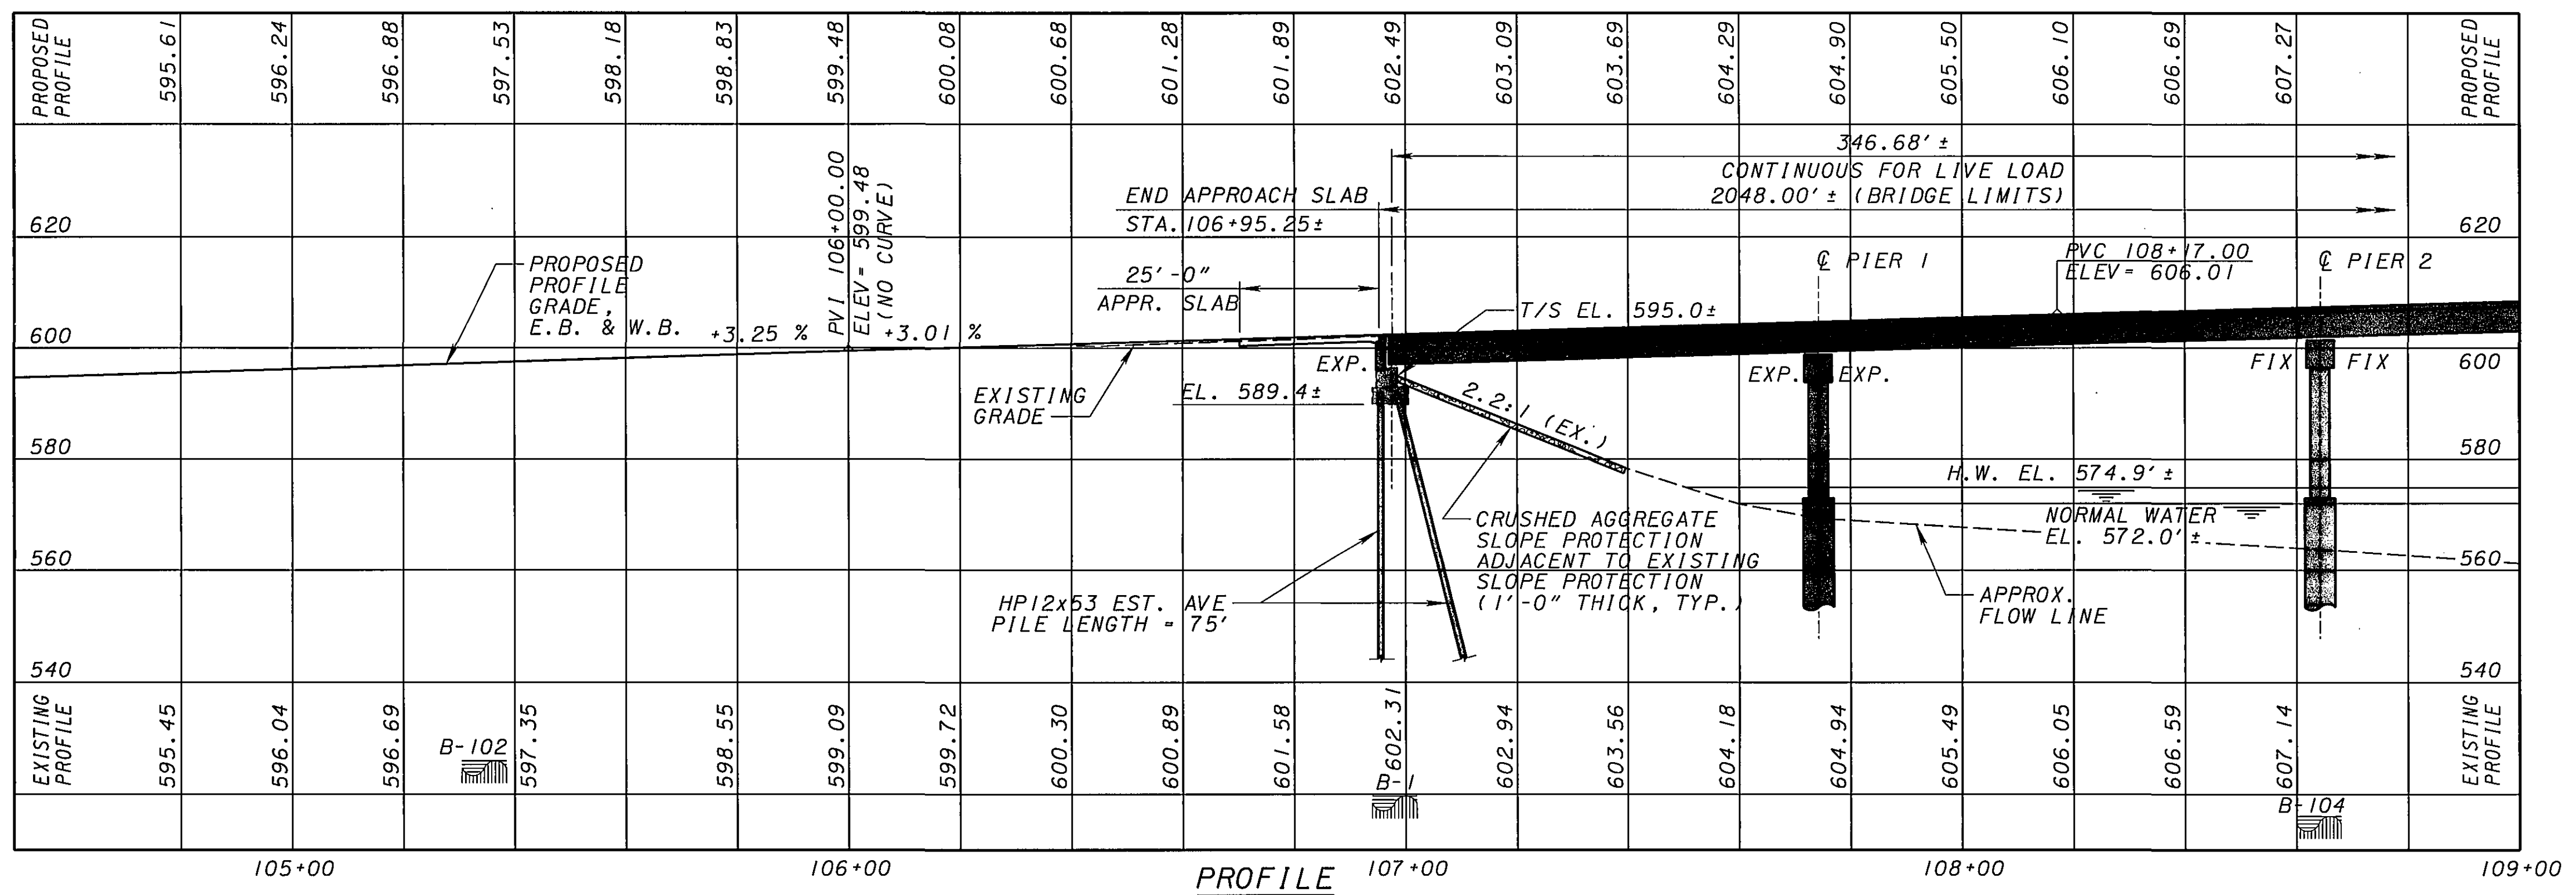 PROPOSED
PROFILE
595.61
596.24
596.88
597.53
598.18
598.83
599.48
600.08
600.68
601.28
601.89
602.49
603.09
603.69
604.29
604.90
605.50
606.10
606.69
607.27
PROPOSED
PROFILE
346.68' ±
CONTINUOUS FOR LIVE LOAD
2048.00' ± (BRIDGE LIMITS)
END APPROACH SLAB
STA. 106+95.25±
PVI 106+00.00
ELEV = 599.48
(NO CURVE)
620
620
PROPOSED
PROFILE
GRADE,
E.B. & W.B.
+3.25 %
+3.01 %
25'-0"
APPR. SLAB
T/S EL. 595.0±
℄ PIER 1
PVC 108+17.00
ELEV= 606.01
℄ PIER 2
600
600
EXP.
EXP.
EXP.
FIX
FIX
EXISTING
GRADE
EL. 589.4±
2.2:1 (EX.)
580
580
H.W. EL. 574.9' ±
NORMAL WATER
EL. 572.0' ±
CRUSHED AGGREGATE
SLOPE PROTECTION
ADJACENT TO EXISTING
SLOPE PROTECTION
(1'-0" THICK, TYP.)
560
560
HP12x53 EST. AVE
PILE LENGTH = 75'
APPROX.
FLOW LINE
540
540
EXISTING
PROFILE
595.45
596.04
596.69
B-102
597.35
598.55
599.09
599.72
600.30
600.89
601.58
602.31
B-1
602.94
603.56
604.18
604.94
605.49
606.05
606.59
607.14
B-104
EXISTING
PROFILE
105+00
106+00
107+00
108+00
109+00
PROFILE